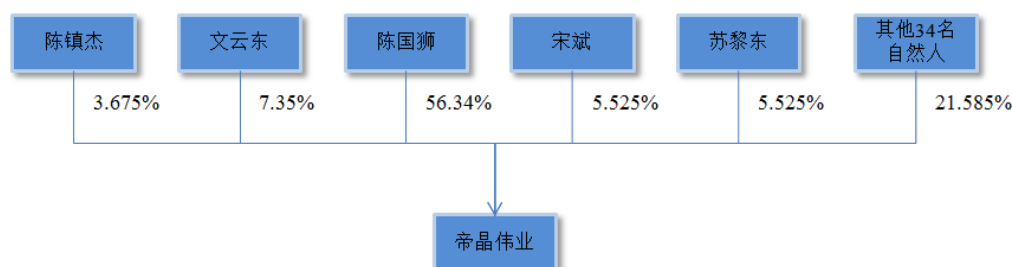 陈镇杰
文云东
陈国狮
宋斌
苏黎东
其他34名
自然人
3.675%
7.35%
56.34%
5.525%
5.525%
21.585%
帝晶伟业